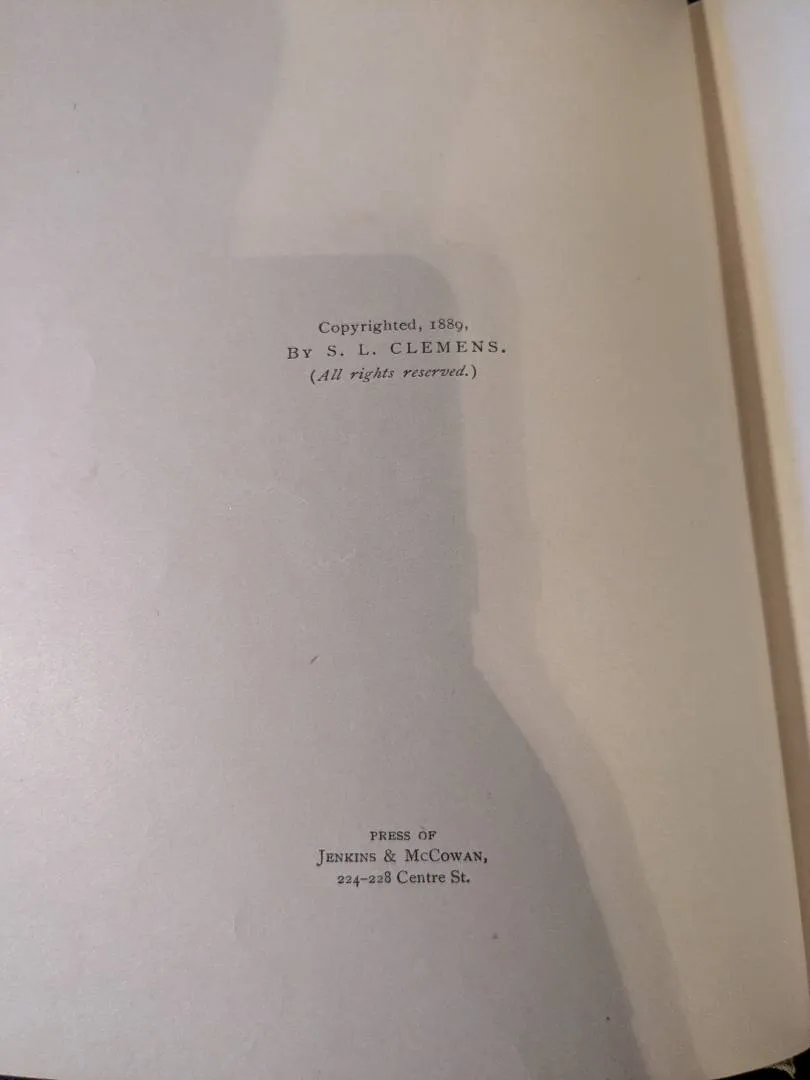 Copyrighted, 1889,
BY S. L. CLEMENS.
(All rights reserved.)
PRESS OF
JENKINS & MCCOWAN,
224–228 Centre St.